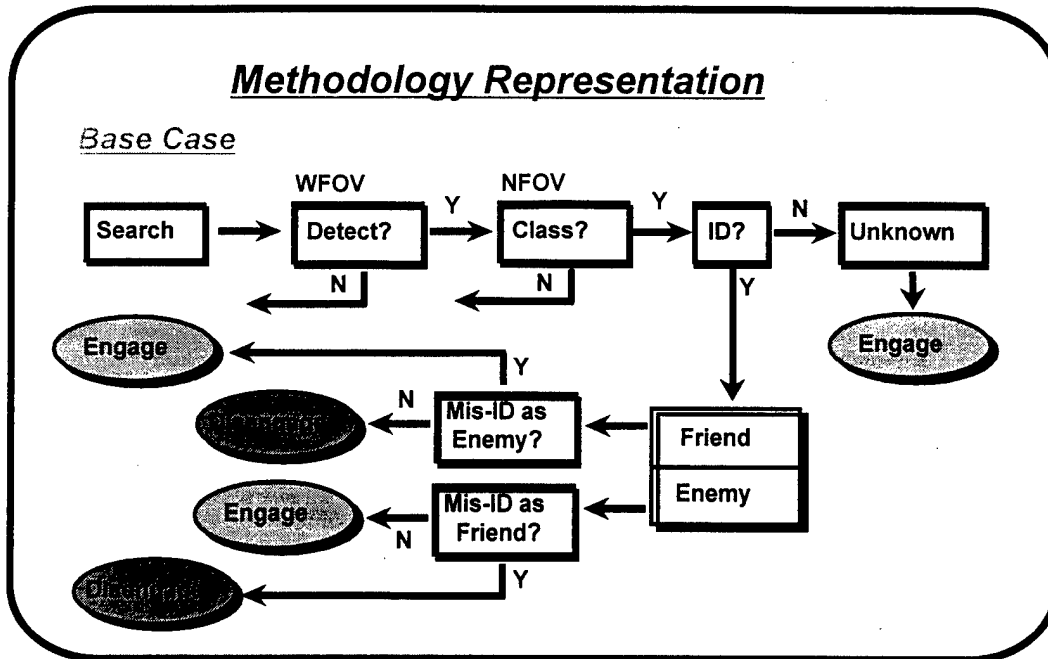 Methodology Representation
Base Case
WFOV
NFOV
Search
Detect?
Y
Class?
Y
ID?
N
Unknown
N
N
Y
Engage
Engage
Y
Mis-ID as
Enemy?
N
Friend
Enemy
Engage
N
Mis-ID as
Friend?
Y